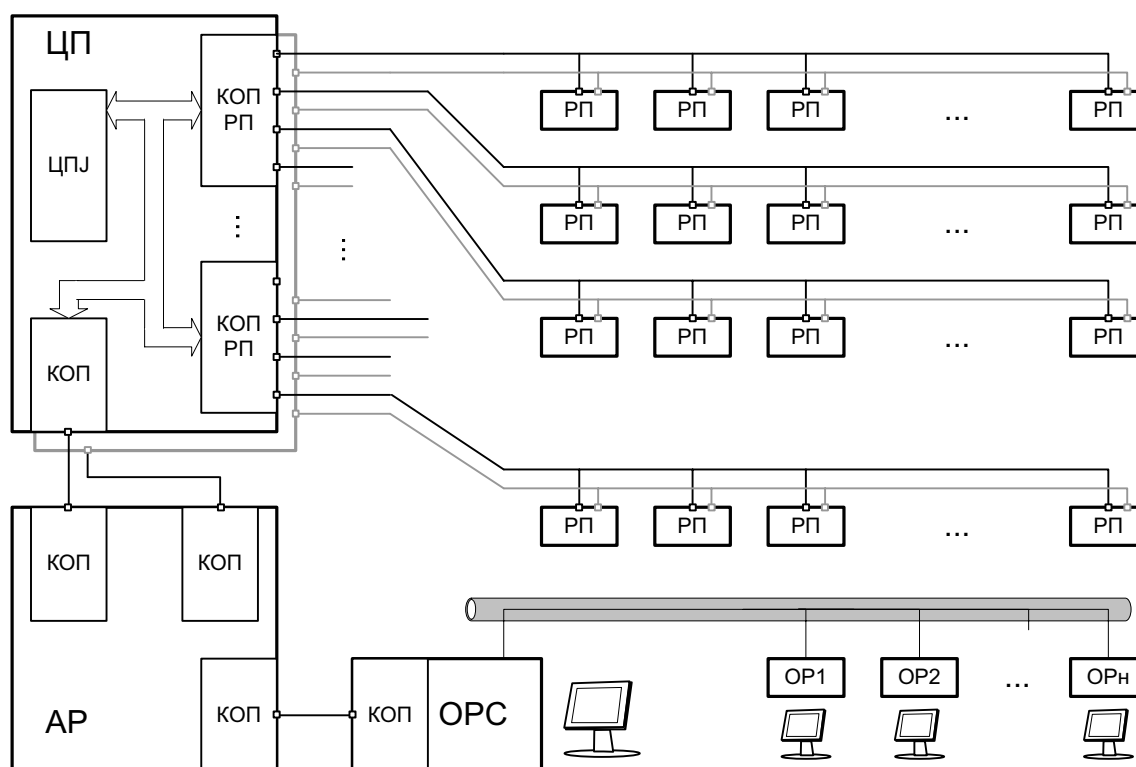 ЦП
КОП
РП
ЦПЈ
⋮
КОП
РП
КОП
⋮
РП РП РП ... РП
РП РП РП ... РП
РП РП РП ... РП
РП РП РП ... РП
КОП
КОП
АР
КОП
КОП
ОРС
ОР1 ОР2 ... ОРн